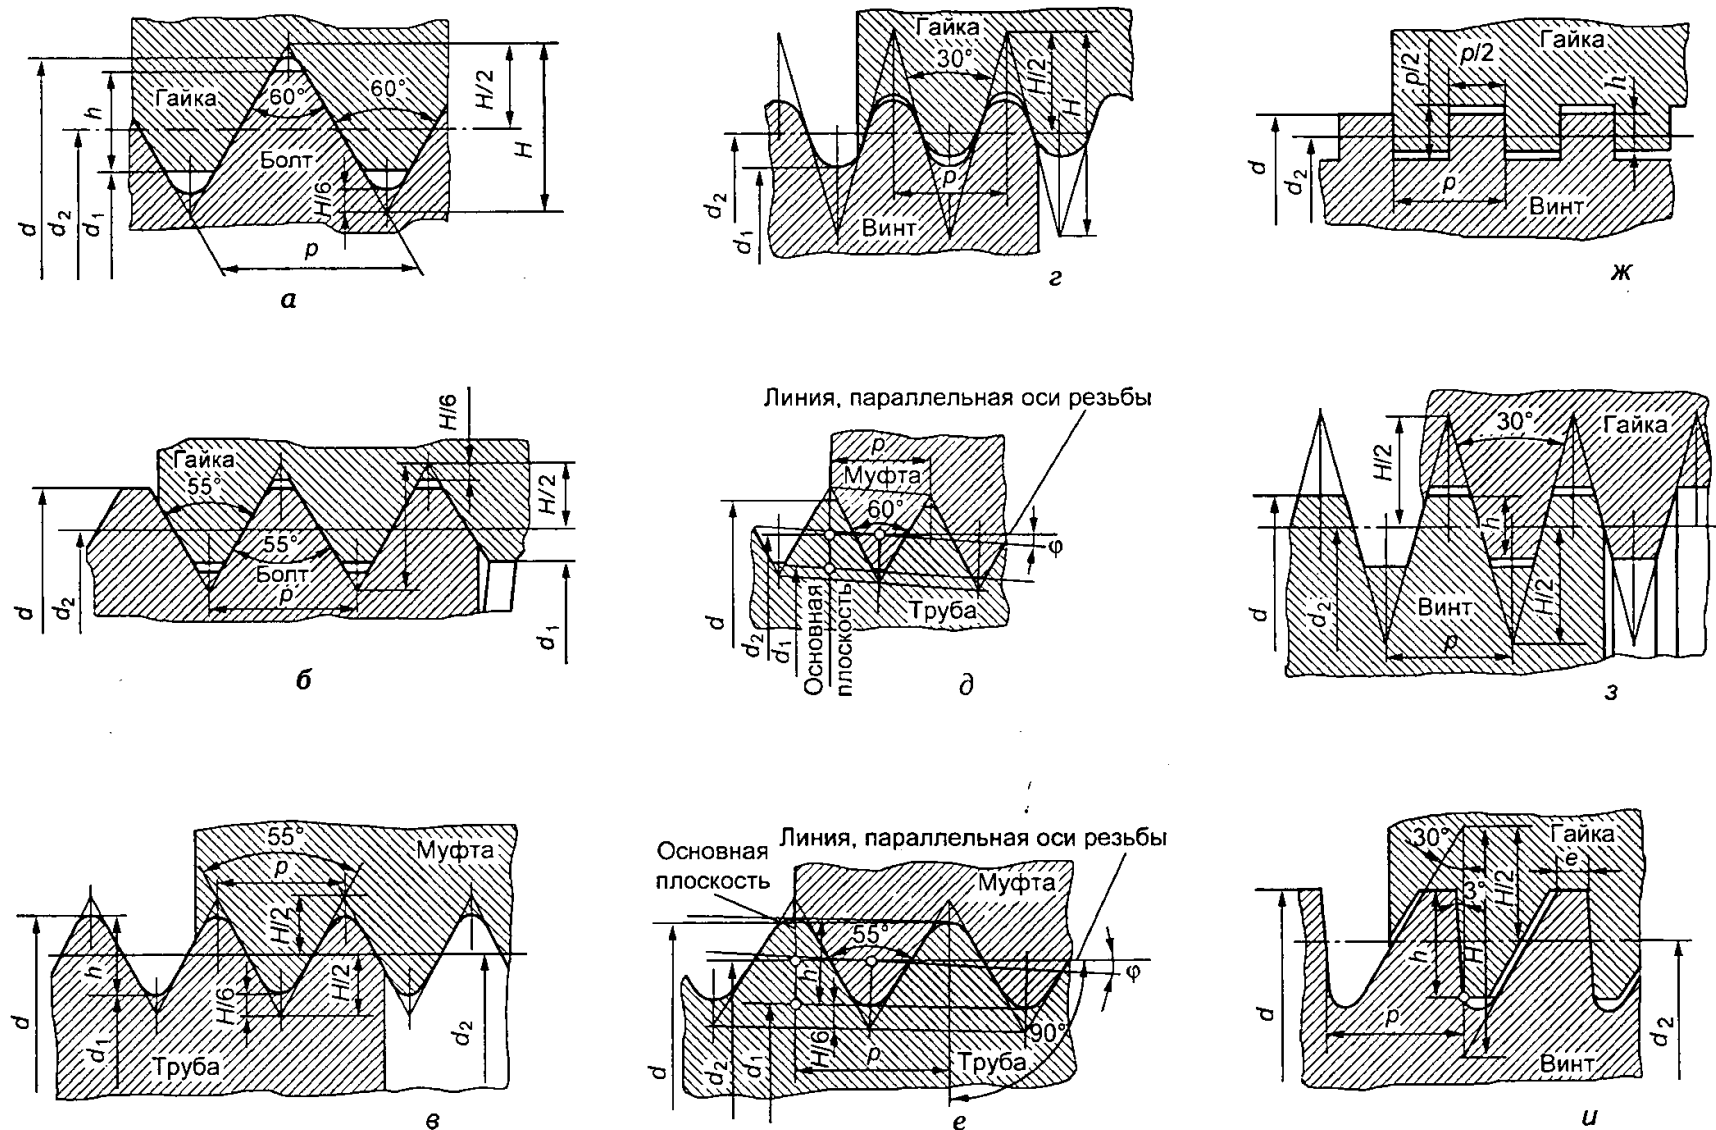 Гайка
60°
60°
Болт
h
H/2
H
H/6
d
d₂
d₁
p
а
Гайка
30°
H/2
H
p
Винт
d₂
d₁
г
Гайка
p/2
p/2
h
d
d₂
p
Винт
ж
H/6
Гайка
55°
H/2
55°
Болт
p
d
d₂
d₁
б
Линия, параллельная оси резьбы
p
Муфта
60°
φ
Труба
d
d₂
d₁
Основная
плоскость
д
30°
Гайка
H/2
h
H/2
Винт
p
d
d₂
з
55°
p
Муфта
H/2
h
H/6
H/2
d
d₁
d₂
Труба
в
Линия, параллельная оси резьбы
Основная
плоскость
Муфта
55°
h
φ
90°
H/6
p
Труба
d
d₂
d₁
е
30°
Гайка
e
3°
H/2
h
H
p
d
d₂
Винт
и